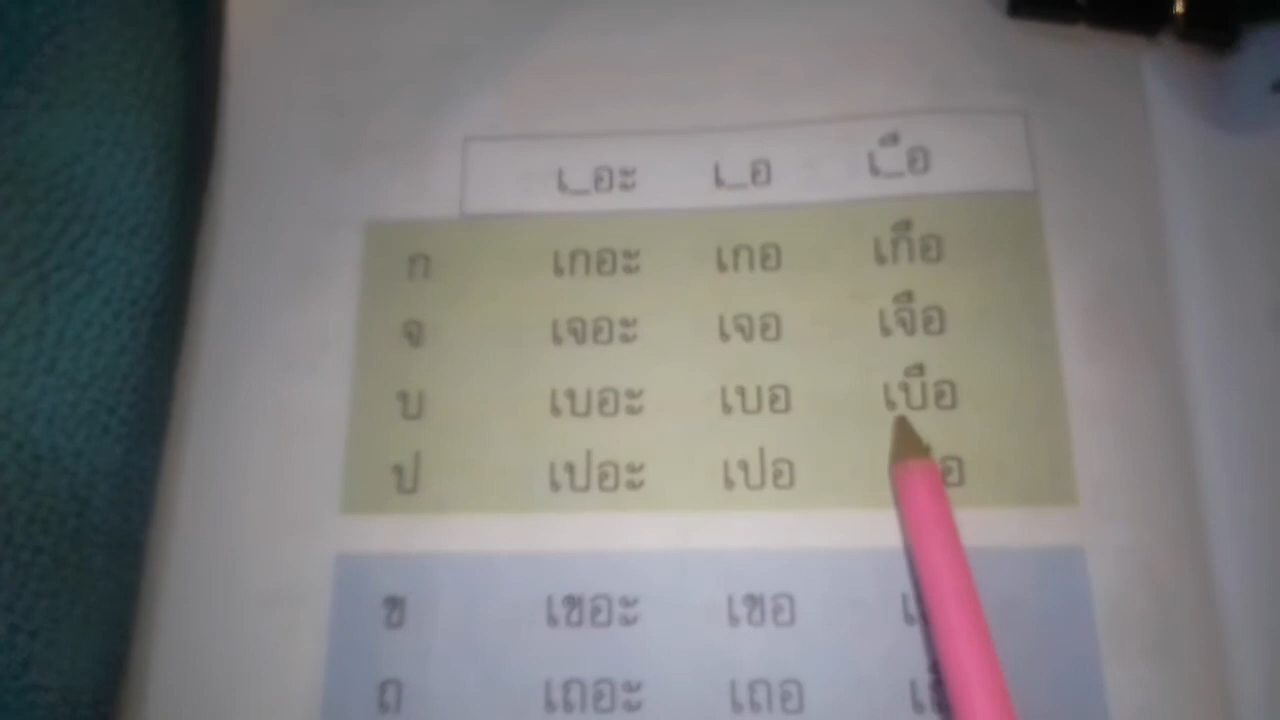 เ_อะ เ_อ เ_ือ
ก เกอะ เกอ เกือ
จ เจอะ เจอ เจือ
บ เบอะ เบอ เบือ
ป เปอะ เปอ
ข เขอะ เขอ
ถ เถอะ เถอ